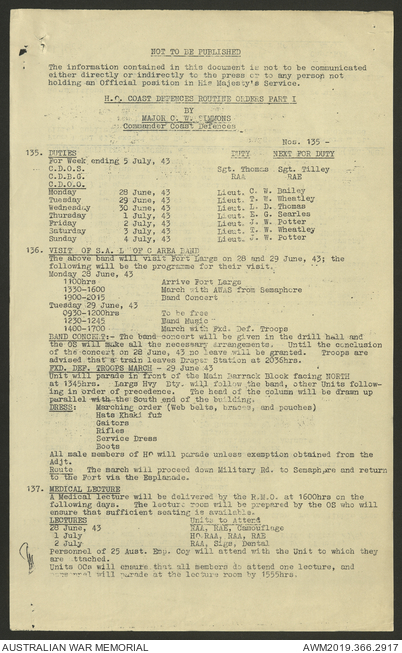 NOT TO BE PUBLISHED
The information contained in this document is not to be communicated
either directly or indirectly to the press or to any person not
holding an Official position in His Majesty's Service.
H.Q. COAST DEFENCES ROUTINE ORDERS PART I
BY
MAJOR C. W. SIMMONS
Commander Coast Defences
Nos. 135 -
135. DUTIES DUTY NEXT FOR DUTY
For Week ending 5 July, 43
C.D.O.S. Sgt. Thomas Sgt. Tilley
C.D.B.G. RAA RAE
C.D.O.O.
Monday 28 June, 43 Lieut. C. W. Dailey
Tuesday 29 June, 43 Lieut. T. W. Wheatley
Wednesday 30 June, 43 Lieut. L. D. Thomas
Thursday 1 July, 43 Lieut. E. G. Searles
Friday 2 July, 43 Lieut. J. W. Potter
Saturday 3 July, 43 Lieut. T. W. Wheatley
Sunday 4 July, 43 Lieut. J. W. Potter
136. VISIT OF S.A. L OF C AREA BAND
The above band will visit Fort Largs on 28 and 29 June, 43; the
following will be the programme for their visit.
Monday 28 June, 43
1100hrs Arrive Fort Largs
1330-1600 March with AWAS from Semaphore
1900-2015 Band Concert
Tuesday 29 June, 43
0930-1200hrs To be free
1230-1245 Band Music
1400-1700 March with Fxd. Def. Troops
BAND CONCERT:- The band concert will be given in the drill hall and
the OS will make all the necessary arrangements. Until the conclusion
of the concert on 28 June, 43 no leave will be granted. Troops are
advised that a train leaves Draper Station at 2036hrs.
FXD. DEF. TROOPS MARCH - 29 June 43
Unit will parade in front of the Main Barrack Block facing NORTH
at 1345hrs. Largs Hvy Bty. will follow the band, other Units follow-
ing in order of precedence. The head of the column will be drawn up
parallel with the South end of the building.
DRESS: Marching order (Web belts, braces, and pouches)
Hats Khaki fur
Gaitors
Rifles
Service Dress
Boots
All male members of HQ will parade unless exemption obtained from the
Adjt.
Route The march will proceed down Military Rd. to Semaphore and return
to the Fort via the Esplanade.
137. MEDICAL LECTURE
A Medical lecture will be delivered by the R.M.O. at 1600hrs on the
following days. The lecture room will be prepared by the OS who will
ensure that sufficient seating is available.
LECTURES Units to Attend
28 June, 43 RAA, RAE, Camouflage
1 July HQ RAA, RAA, RAE
2 July RAA, Sigs, Dental
Personnel of 25 Aust. Emp. Coy will attend with the Unit to which they
are attached.
Units OCs will ensure that all members do attend one lecture, and
personnel will parade at the lecture room by 1555hrs.
AUSTRALIAN WAR MEMORIAL
AWM2019.366.2917